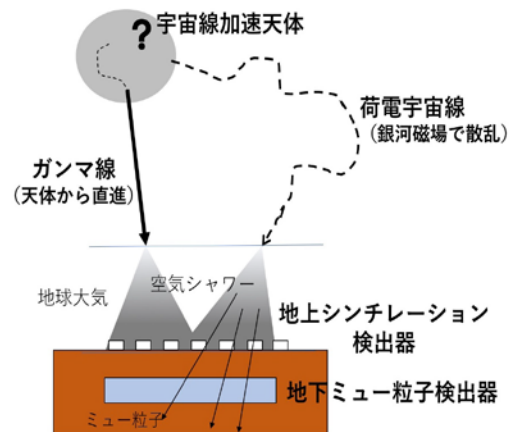 ?
宇宙線加速天体
荷電宇宙線
（銀河磁場で散乱）
ガンマ線
（天体から直進）
空気シャワー
地球大気
地上シンチレーション
検出器
地下ミュー粒子検出器
ミュー粒子